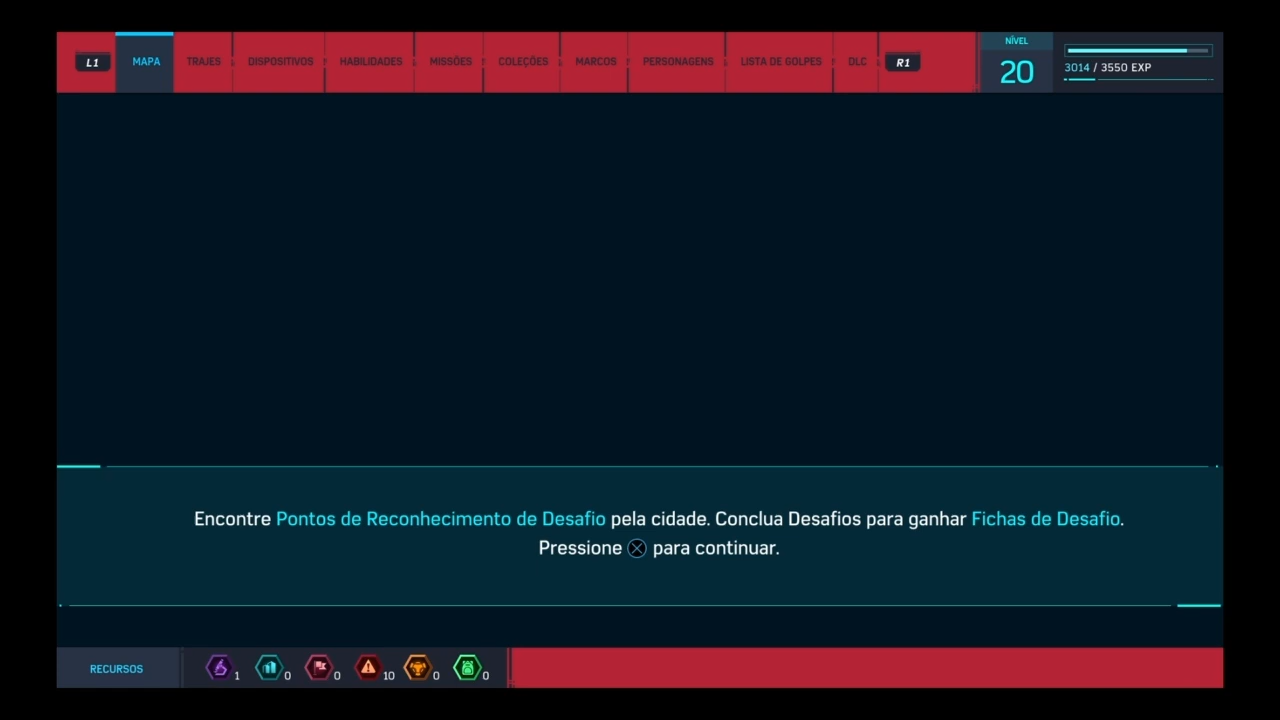 L1 MAPA TRAJES DISPOSITIVOS HABILIDADES MISSÕES COLEÇÕES MARCOS PERSONAGENS LISTA DE GOLPES DLC R1
NÍVEL
20
3014 / 3550 EXP
Encontre Pontos de Reconhecimento de Desafio pela cidade. Conclua Desafios para ganhar Fichas de Desafio.
Pressione para continuar.
RECURSOS 1 0 0 10 0 0